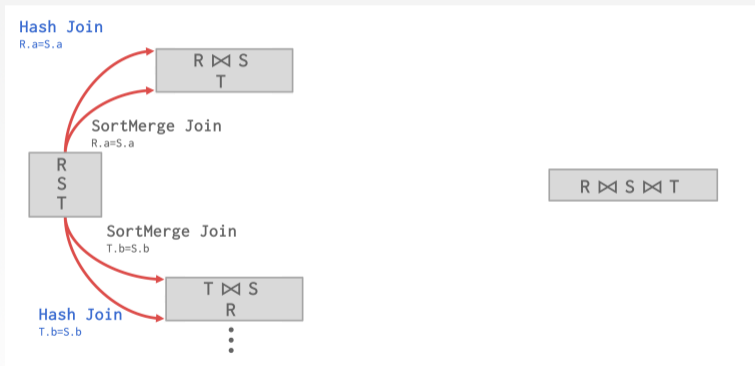 Hash Join
R.a=S.a
R ⋈ S
T
SortMerge Join
R.a=S.a
R
S
T
R ⋈ S ⋈ T
SortMerge Join
T.b=S.b
T ⋈ S
R
Hash Join
T.b=S.b